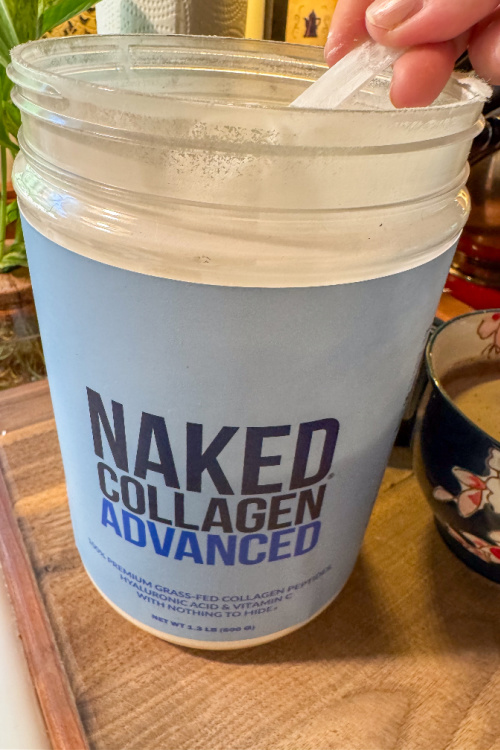 NAKED
COLLAGEN
ADVANCED
100% PREMIUM GRASS-FED COLLAGEN PEPTIDES
HYALURONIC ACID & VITAMIN C
WITH NOTHING TO HIDE.
NET WT 1.3 LB (600 G)